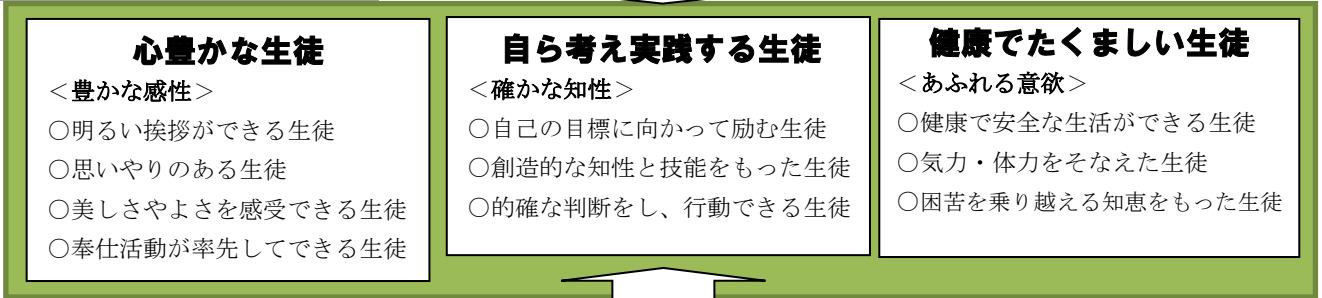 心豊かな生徒
＜豊かな感性＞
○明るい挨拶ができる生徒
○思いやりのある生徒
○美しさやよさを感受できる生徒
○奉仕活動が率先してできる生徒
自ら考え実践する生徒
＜確かな知性＞
○自己の目標に向かって励む生徒
○創造的な知性と技能をもった生徒
○的確な判断をし、行動できる生徒
健康でたくましい生徒
＜あふれる意欲＞
○健康で安全な生活ができる生徒
○気力・体力をそなえた生徒
○困苦を乗り越える知恵をもった生徒